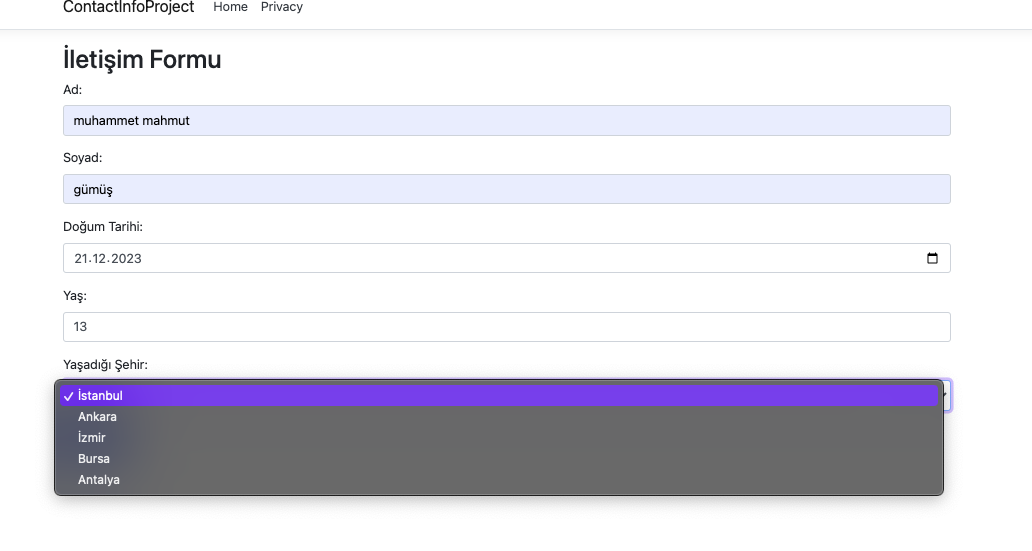 ContactInfoProject Home Privacy
İletişim Formu
Ad:
muhammet mahmut
Soyad:
gümüş
Doğum Tarihi:
21.12.2023
Yaş:
13
Yaşadığı Şehir:
✓ İstanbul
Ankara
İzmir
Bursa
Antalya